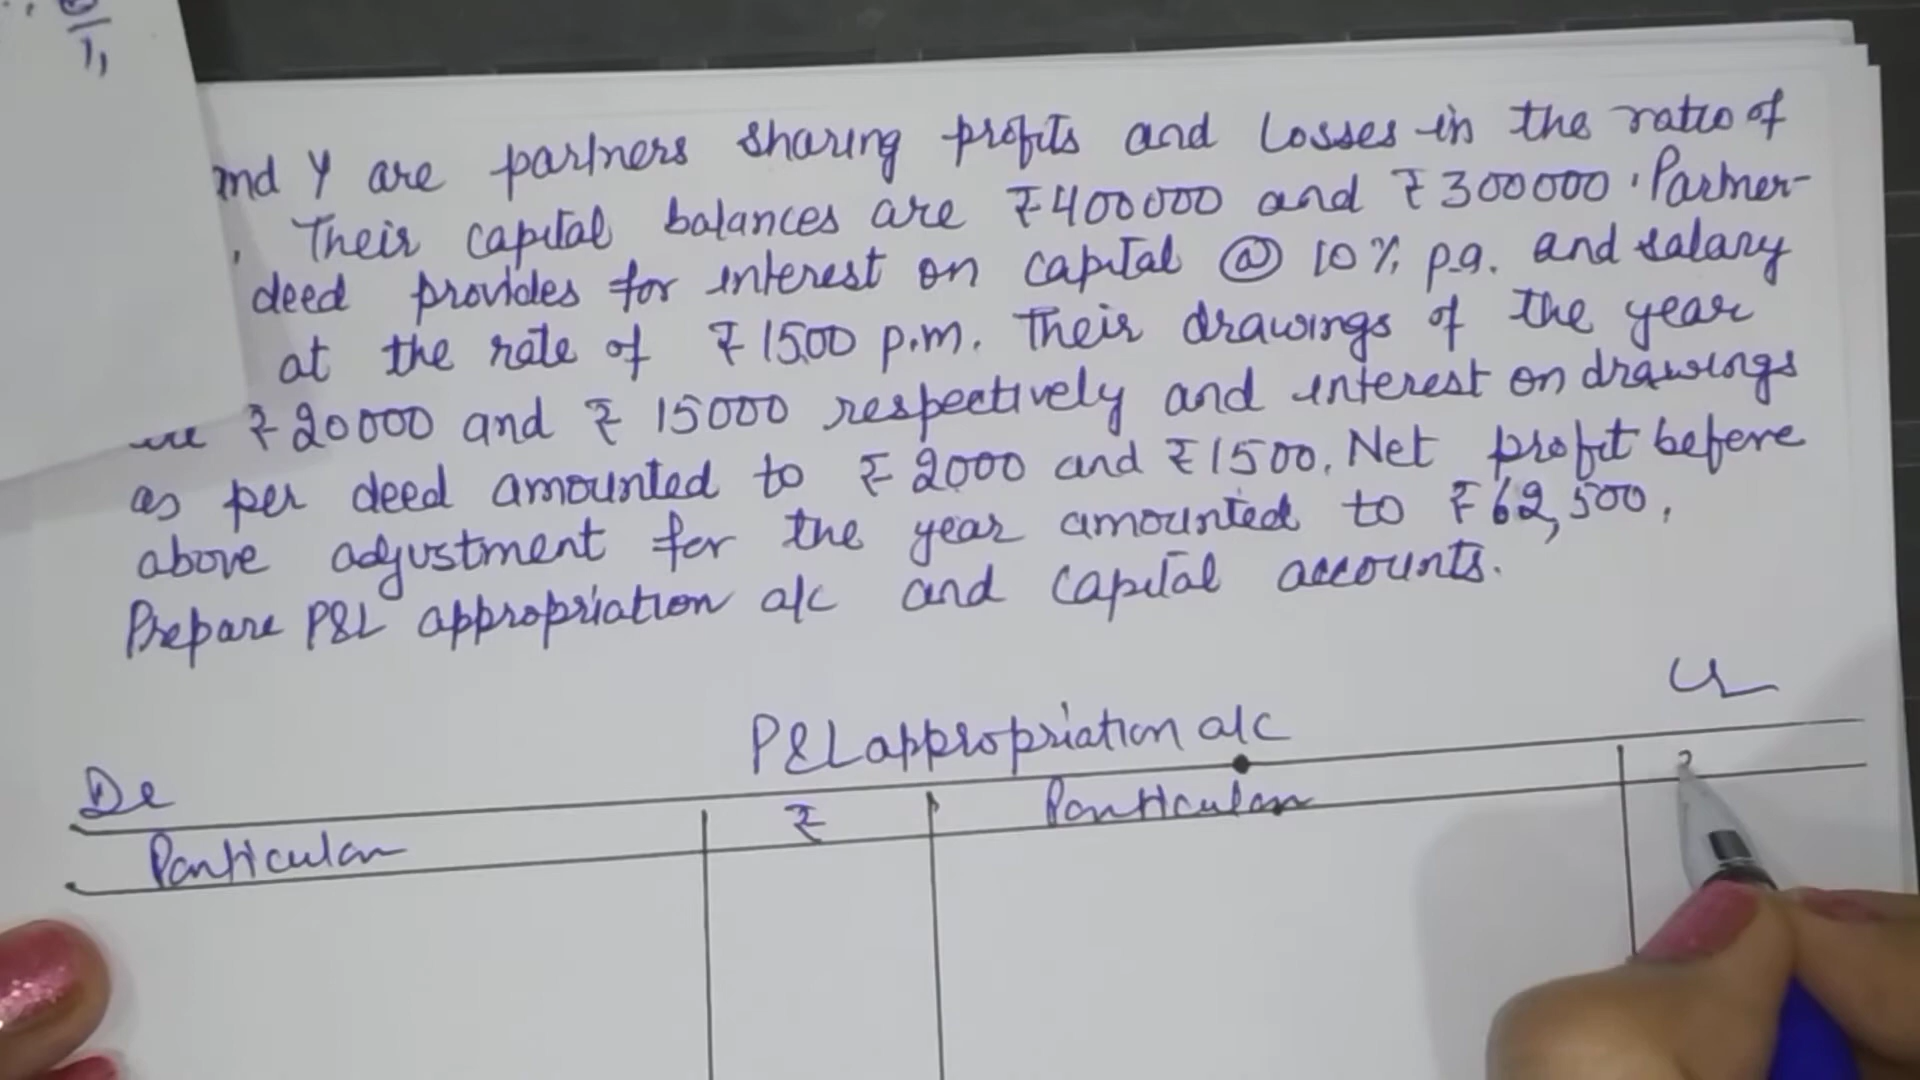 and Y are partners sharing profits and Losses in the ratio of
. Their capital balances are ₹400000 and ₹300000. Partner-
deed provides for interest on capital @ 10% p.a. and salary
at the rate of ₹1500 p.m. Their drawings of the year
₹20000 and ₹ 15000 respectively and interest on drawings
as per deed amounted to ₹2000 and ₹1500. Net profit before
above adjustment for the year amounted to ₹62,500.
Prepare P&L appropriation a/c and capital accounts.
Cr
P&L appropriation a/c
Dr
Particular ₹ Particular